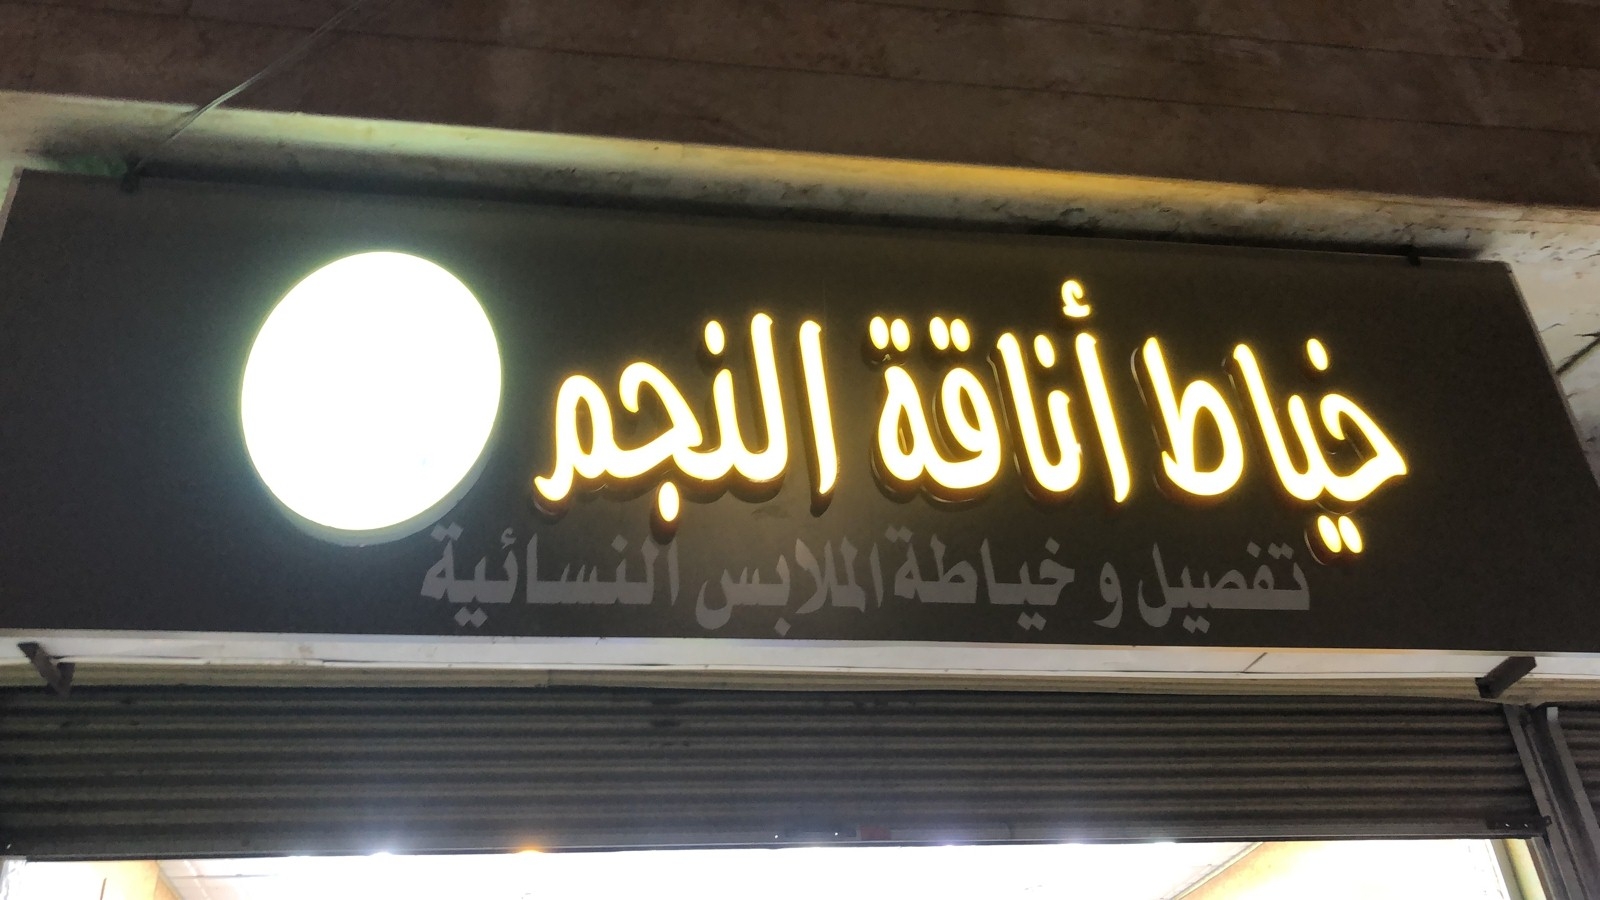 خياط أناقة النجم
تفصيل و خياطة الملابس النسائية